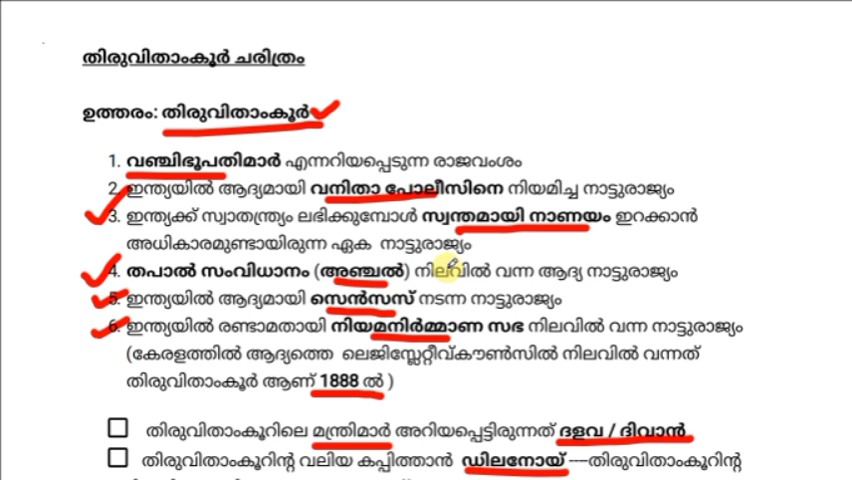 തിരുവിതാംകൂർ ചരിത്രം
ഉത്തരം: തിരുവിതാംകൂർ
1. വഞ്ചിഭൂപതിമാർ എന്നറിയപ്പെടുന്ന രാജവംശം
2. ഇന്ത്യയിൽ ആദ്യമായി വനിതാ പോലീസിനെ നിയമിച്ച നാട്ടുരാജ്യം
3. ഇന്ത്യക്ക് സ്വാതന്ത്ര്യം ലഭിക്കുമ്പോൾ സ്വന്തമായി നാണയം ഇറക്കാൻ
അധികാരമുണ്ടായിരുന്ന ഏക നാട്ടുരാജ്യം
4. തപാൽ സംവിധാനം (അഞ്ചൽ) നിലവിൽ വന്ന ആദ്യ നാട്ടുരാജ്യം
5. ഇന്ത്യയിൽ ആദ്യമായി സെൻസസ് നടന്ന നാട്ടുരാജ്യം
6. ഇന്ത്യയിൽ രണ്ടാമതായി നിയമനിർമ്മാണ സഭ നിലവിൽ വന്ന നാട്ടുരാജ്യം
(കേരളത്തിൽ ആദ്യത്തെ ലെജിസ്ലേറ്റീവ്കൗൺസിൽ നിലവിൽ വന്നത്
തിരുവിതാംകൂർ ആണ് 1888 ൽ )
തിരുവിതാംകൂറിലെ മന്ത്രിമാർ അറിയപ്പെട്ടിരുന്നത് ദളവ / ദിവാൻ
തിരുവിതാംകൂറിന്റ വലിയ കപ്പിത്താൻ ഡിലനോയ് ----തിരുവിതാംകൂറിന്റ